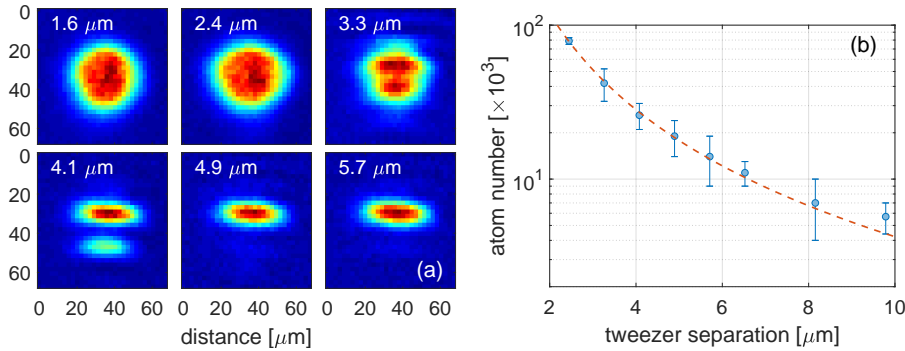 1.6 μm 2.4 μm 3.3 μm
0
20
40
60
4.1 μm 4.9 μm 5.7 μm
0
20
40
60
(a)
0 20 40 60 0 20 40 60 0 20 40 60
distance [μm]
(b)
10²
10¹
atom number [×10³]
2 4 6 8 10
tweezer separation [μm]